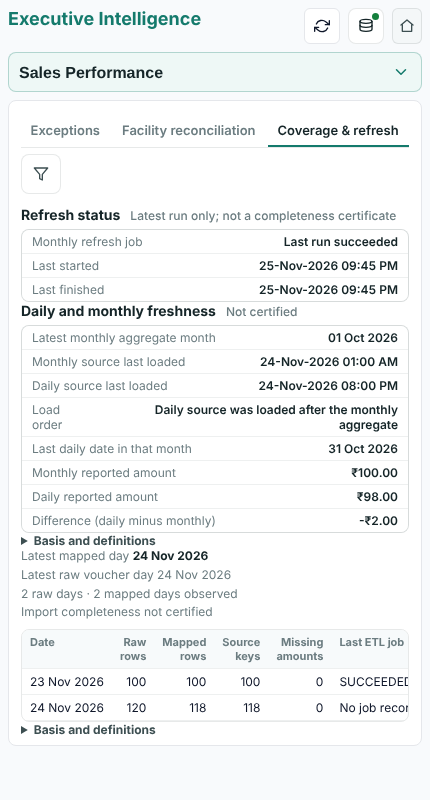 Executive Intelligence
Sales Performance
Exceptions Facility reconciliation Coverage & refresh
Refresh status Latest run only; not a completeness certificate
Monthly refresh job Last run succeeded
Last started 25-Nov-2026 09:45 PM
Last finished 25-Nov-2026 09:45 PM
Daily and monthly freshness Not certified
Latest monthly aggregate month 01 Oct 2026
Monthly source last loaded 24-Nov-2026 01:00 AM
Daily source last loaded 24-Nov-2026 08:00 PM
Load order Daily source was loaded after the monthly aggregate
Last daily date in that month 31 Oct 2026
Monthly reported amount ₹100.00
Daily reported amount ₹98.00
Difference (daily minus monthly) -₹2.00
Basis and definitions
Latest mapped day 24 Nov 2026
Latest raw voucher day 24 Nov 2026
2 raw days · 2 mapped days observed
Import completeness not certified
Date Raw rows Mapped rows Source keys Missing amounts Last ETL job
23 Nov 2026 100 100 100 0 SUCCEEDED
24 Nov 2026 120 118 118 0 No job recor
Basis and definitions